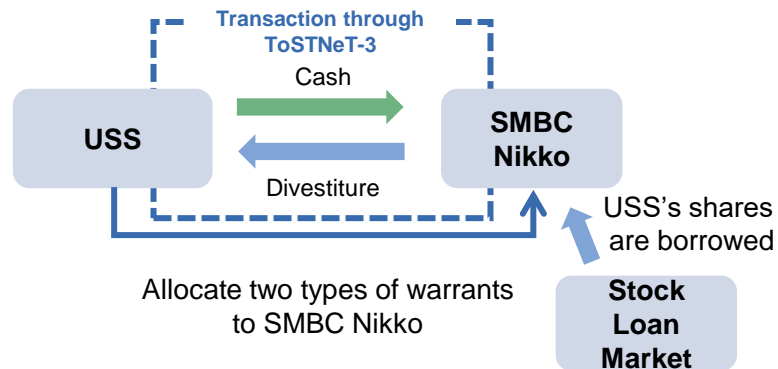 Transaction through
ToSTNeT-3
Cash
USS
SMBC
Nikko
Divestiture
USS's shares
are borrowed
Allocate two types of warrants
to SMBC Nikko
Stock
Loan
Market